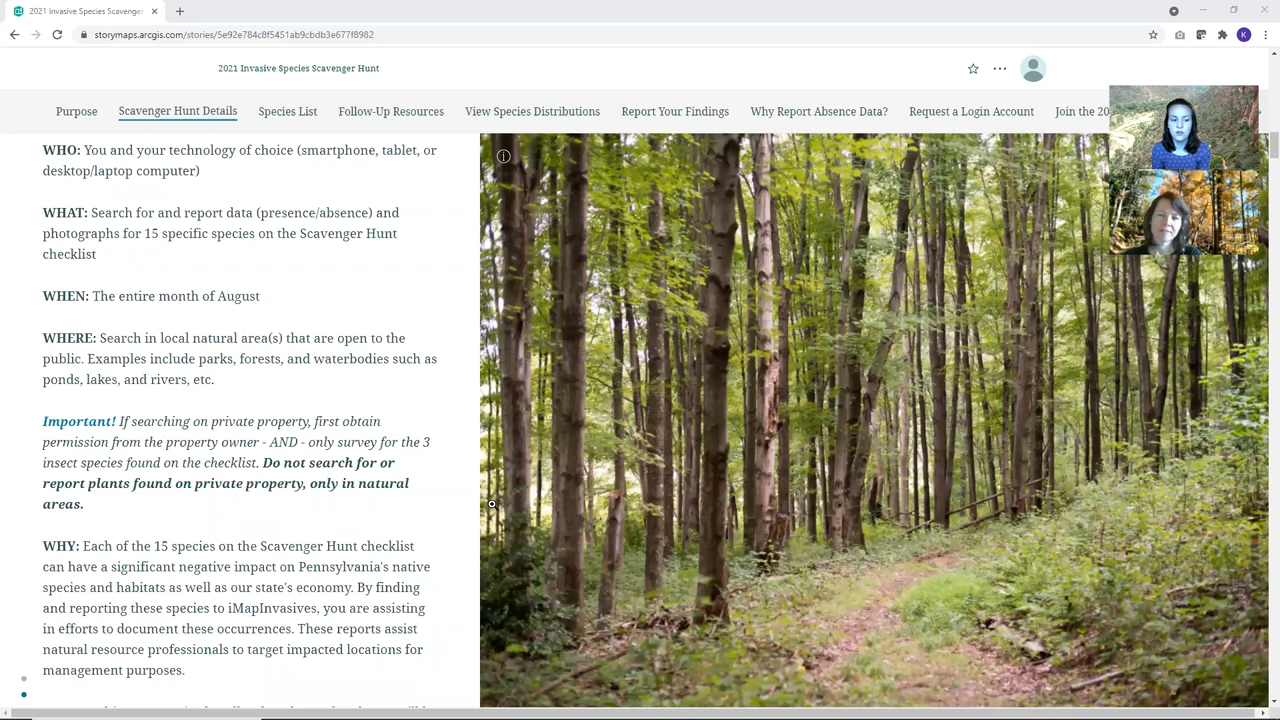 2021 Invasive Species Scavenger
storymaps.arcgis.com/stories/5e92e784c8f5451ab9cbdb3e677f8982
K
2021 Invasive Species Scavenger Hunt
Purpose Scavenger Hunt Details Species List Follow-Up Resources View Species Distributions Report Your Findings Why Report Absence Data? Request a Login Account Join the 20
WHO: You and your technology of choice (smartphone, tablet, or
desktop/laptop computer)
WHAT: Search for and report data (presence/absence) and
photographs for 15 specific species on the Scavenger Hunt
checklist
WHEN: The entire month of August
WHERE: Search in local natural area(s) that are open to the
public. Examples include parks, forests, and waterbodies such as
ponds, lakes, and rivers, etc.
Important! If searching on private property, first obtain
permission from the property owner - AND - only survey for the 3
insect species found on the checklist. Do not search for or
report plants found on private property, only in natural
areas.
WHY: Each of the 15 species on the Scavenger Hunt checklist
can have a significant negative impact on Pennsylvania's native
species and habitats as well as our state's economy. By finding
and reporting these species to iMapInvasives, you are assisting
in efforts to document these occurrences. These reports assist
natural resource professionals to target impacted locations for
management purposes.